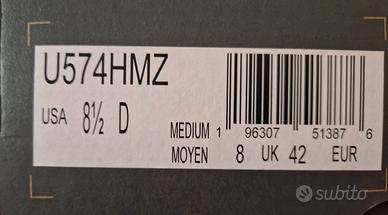 U574HMZ
USA 8½ D
MEDIUM 1 96307 51387 6
MOYEN 8 UK 42 EUR
subito